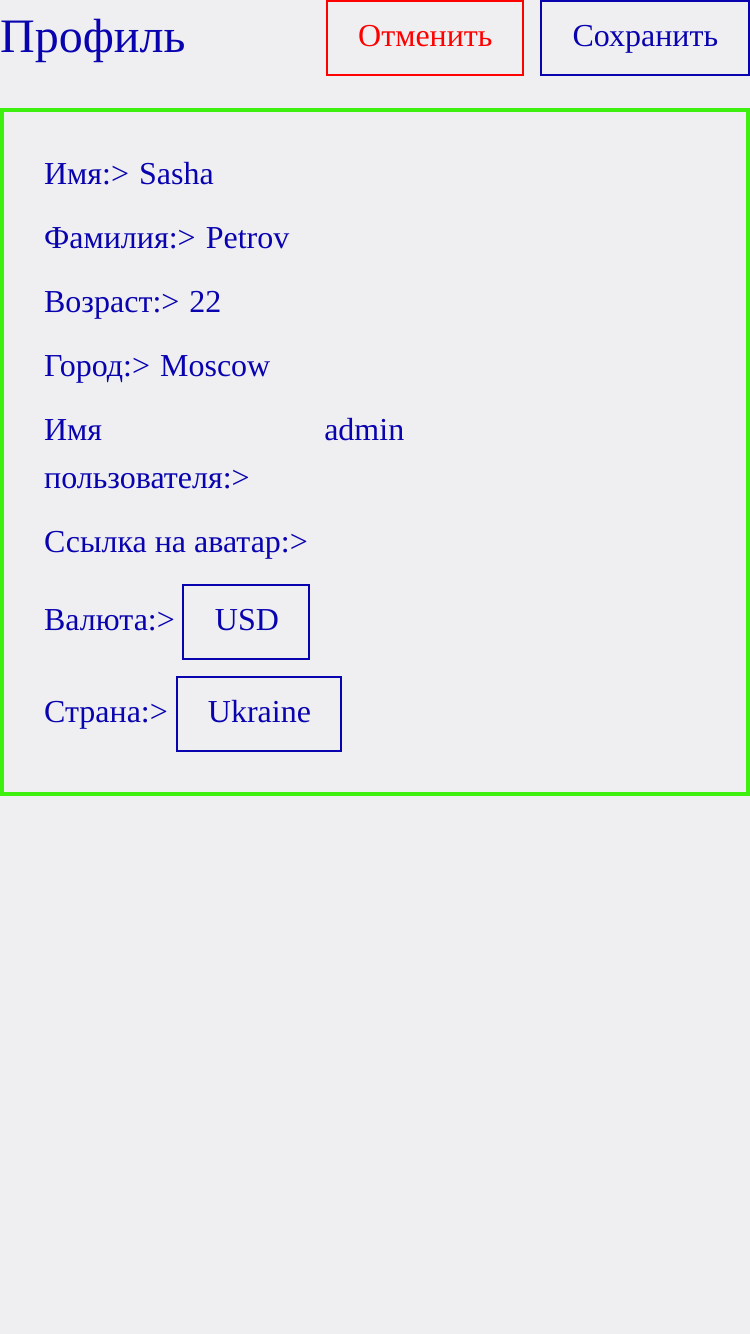 Профиль Отменить Сохранить
Имя:> Sasha
Фамилия:> Petrov
Возраст:> 22
Город:> Moscow
Имя admin
пользователя:>
Ссылка на аватар:>
Валюта:> USD
Страна:> Ukraine